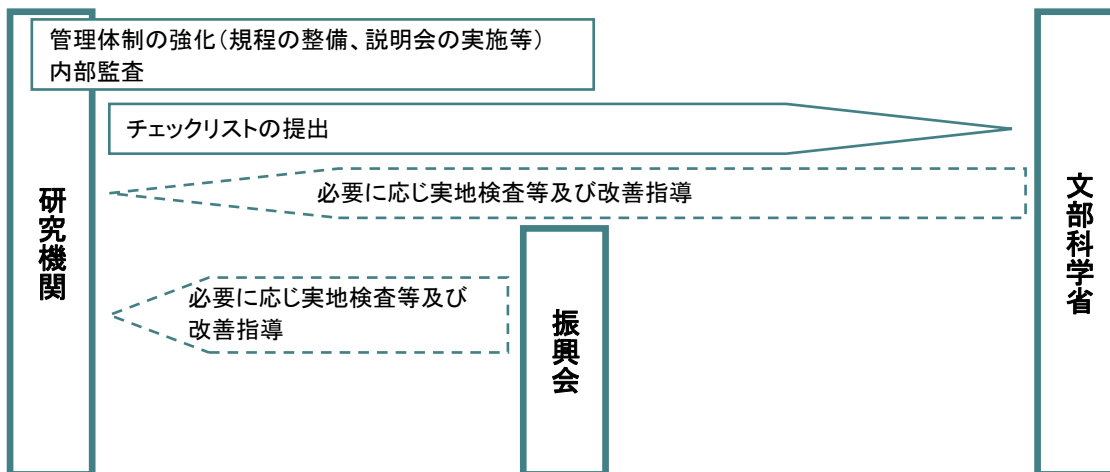 管理体制の強化（規程の整備、説明会の実施等）
内部監査
チェックリストの提出
必要に応じ実地検査等及び改善指導
研究機関
文部科学省
必要に応じ実地検査等及び
改善指導
振興会